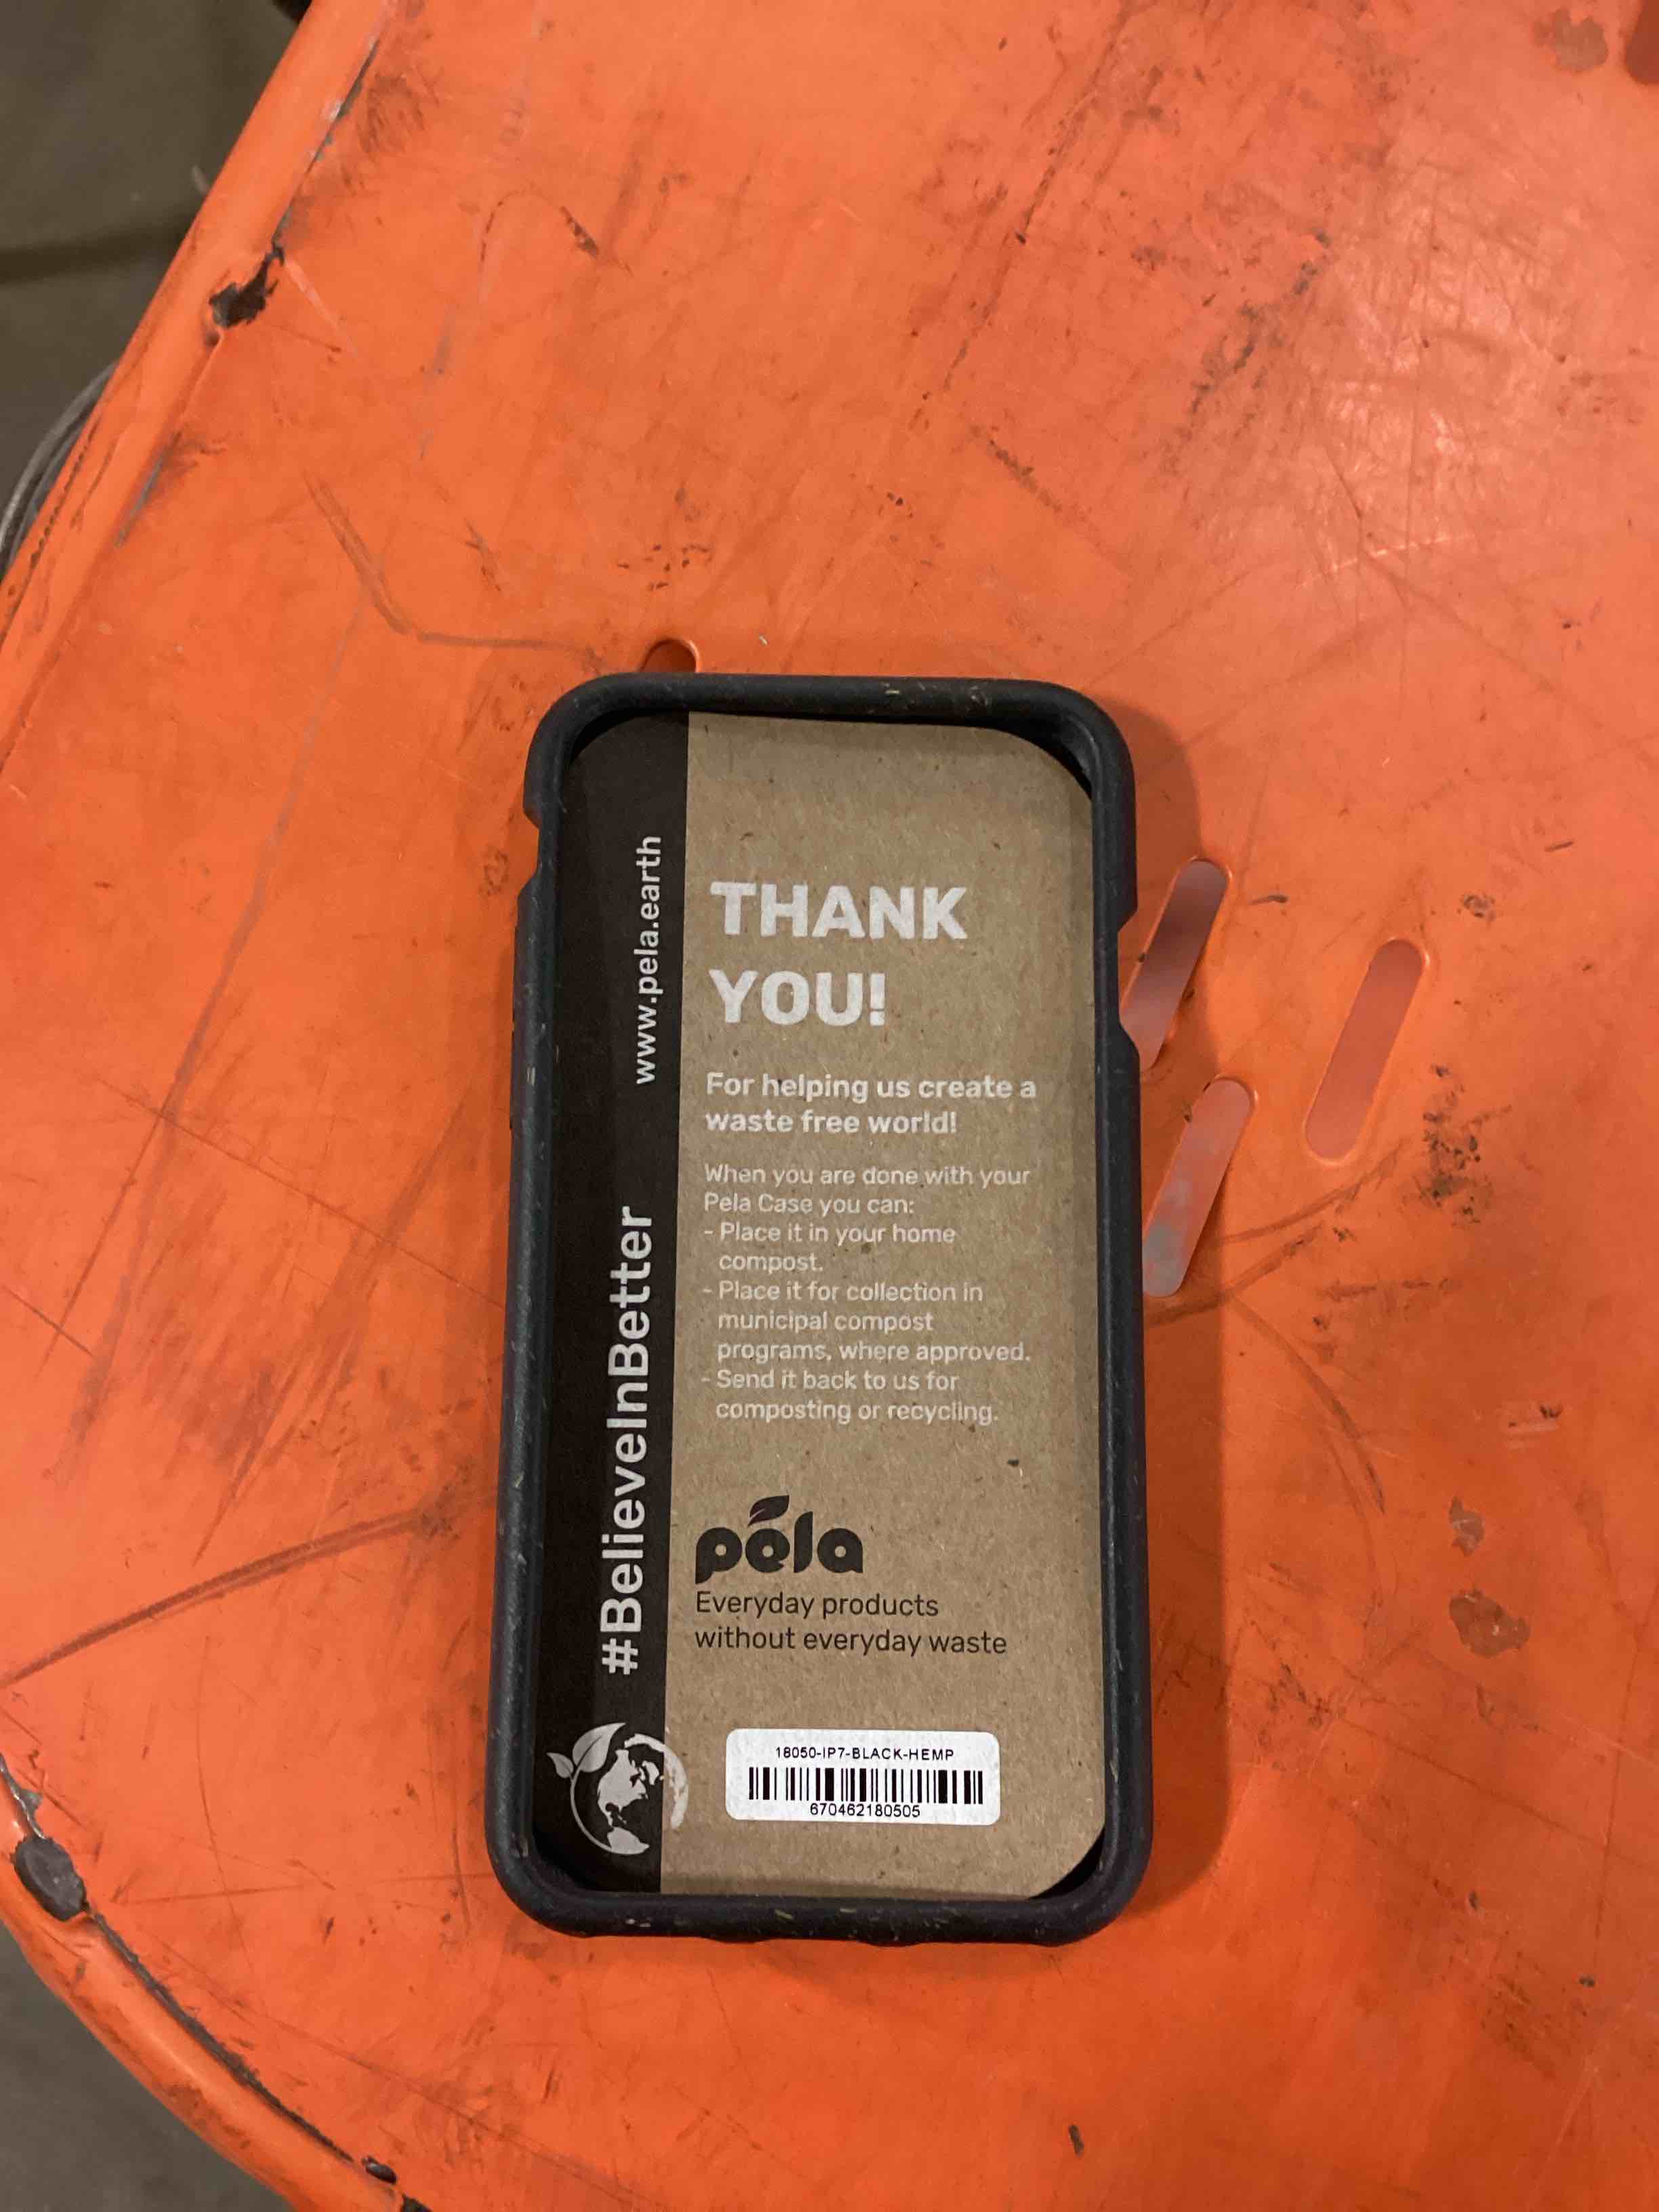 THANK
YOU!
For helping us create a
waste free world!
When you are done with your
Pela Case you can:
- Place it in your home
compost.
- Place it for collection in
municipal compost
programs, where approved.
- Send it back to us for
composting or recycling.
pela
Everyday products
without everyday waste
18050-IP7-BLACK-HEMP
670462180505
#BelieveInBetter
www.pela.earth